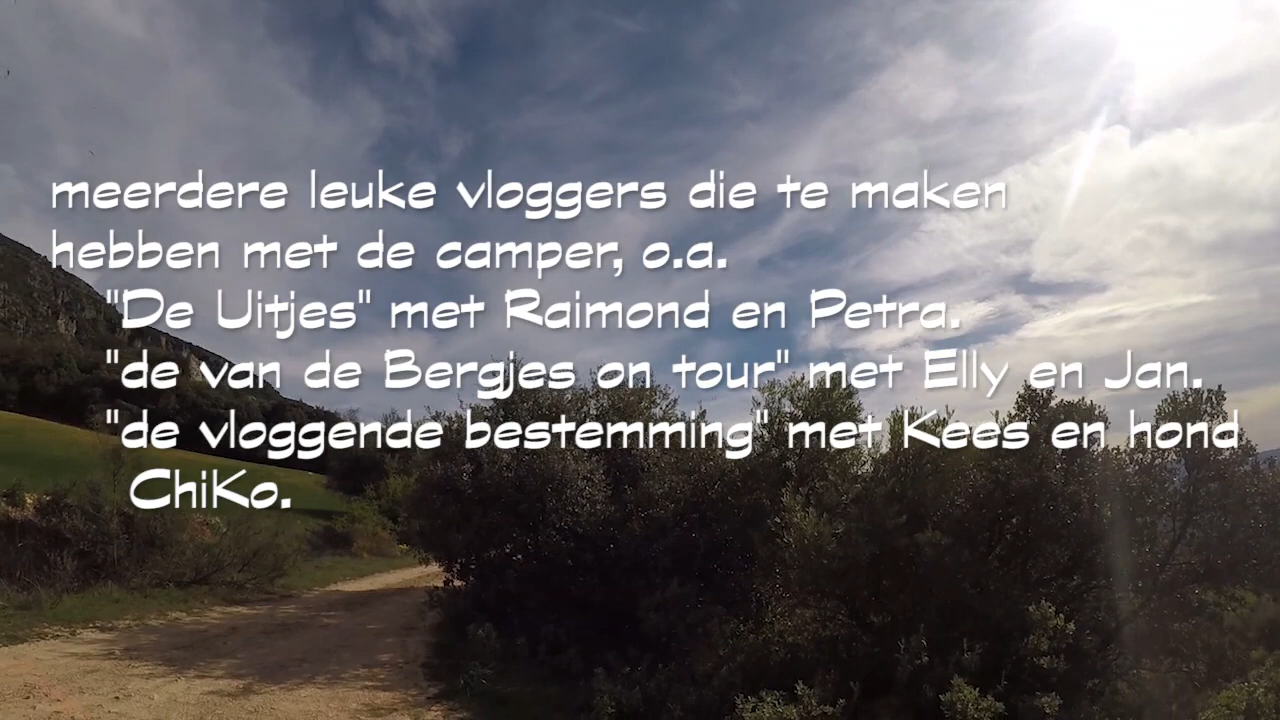 meerdere leuke vloggers die te maken
hebben met de camper, o.a.
"De Uitjes" met Raimond en Petra.
"de van de Bergjes on tour" met Elly en Jan.
"de vloggende bestemming" met Kees en hond
ChiKo.